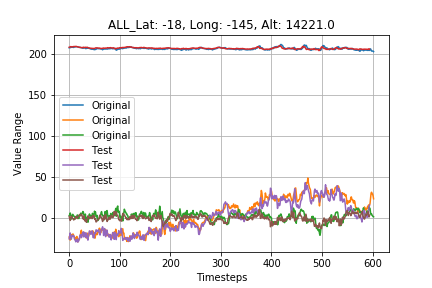 ALL_Lat: -18, Long: -145, Alt: 14221.0
Value Range
200
150
100
50
0
Original
Original
Original
Test
Test
Test
0 100 200 300 400 500 600
Timesteps